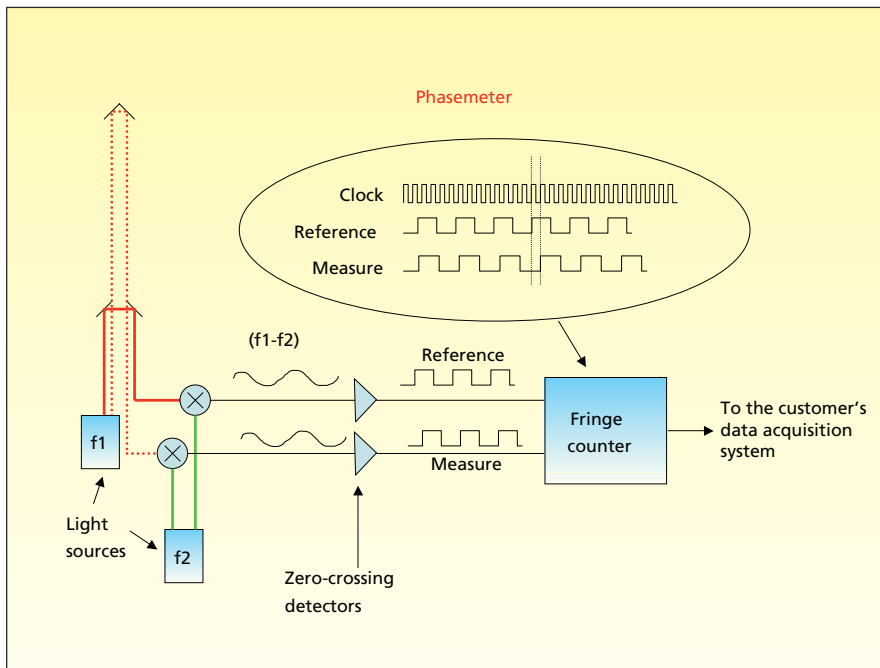 Phasemeter
Clock
Reference
Measure
(f1-f2)
Reference
f1
Fringe
counter
To the customer's
data acquisition
system
Measure
Light
sources
f2
Zero-crossing
detectors